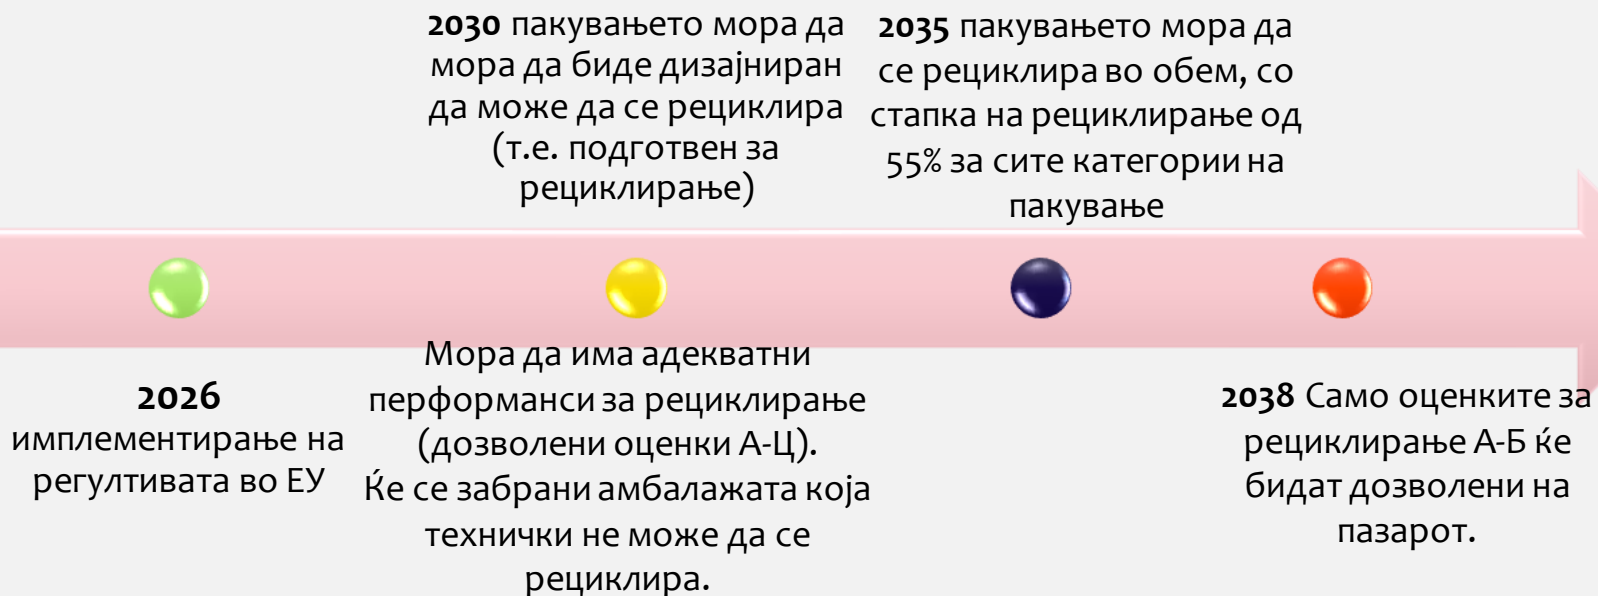 2026
имплементирање на
регултивата во ЕУ
2030 пакувањето мора да
мора да биде дизајниран
да може да се рециклира
(т.е. подготвен за
рециклирање)
Мора да има адекватни
перформанси за рециклирање
(дозволени оценки А-Ц).
Ќе се забрани амбалажата која
технички не може да се
рециклира.
2035 пакувањето мора да
се рециклира во обем, со
стапка на рециклирање од
55% за сите категории на
пакување
2038 Само оценките за
рециклирање А-Б ќе
бидат дозволени на
пазарот.